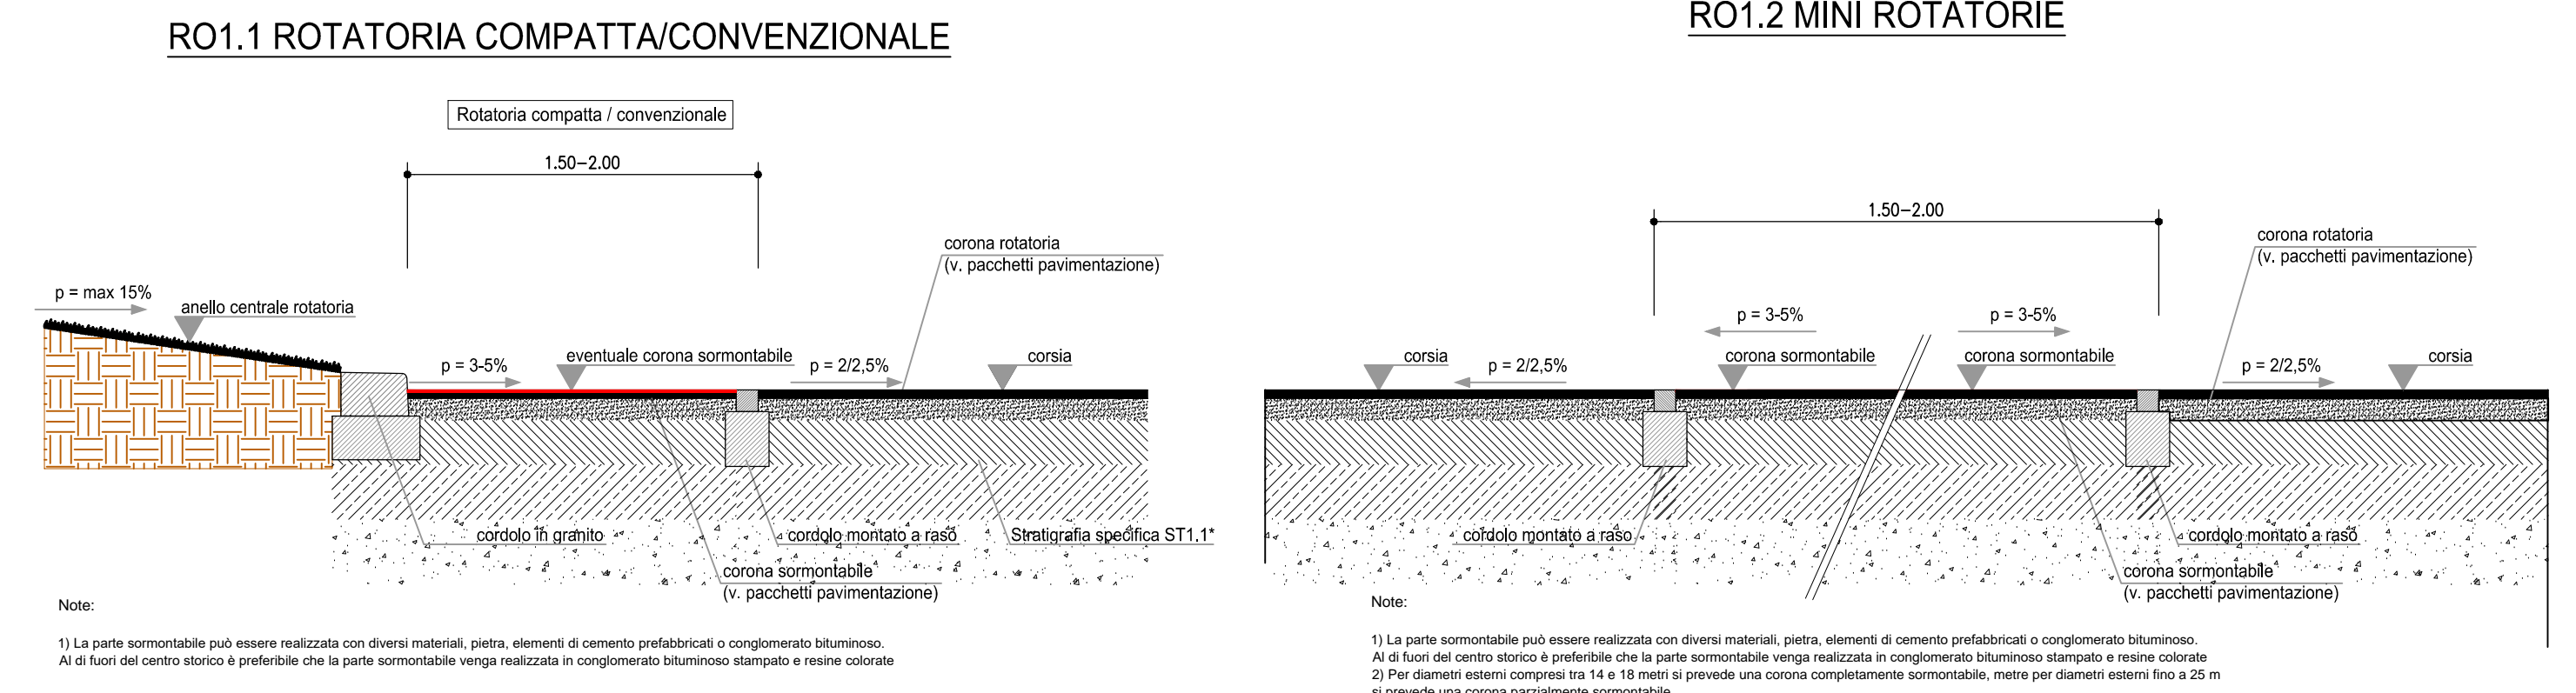 RO1.1 ROTATORIA COMPATTA/CONVENZIONALE
Rotatoria compatta / convenzionale
1.50–2.00
corona rotatoria
(v. pacchetti pavimentazione)
p = max 15%
anello centrale rotatoria
p = 3-5%
eventuale corona sormontabile
p = 2/2,5%
corsia
cordolo in granito
cordolo montato a raso
Stratigrafia specifica ST1.1*
corona sormontabile
(v. pacchetti pavimentazione)
Note:
1) La parte sormontabile può essere realizzata con diversi materiali, pietra, elementi di cemento prefabbricati o conglomerato bituminoso.
Al di fuori del centro storico è preferibile che la parte sormontabile venga realizzata in conglomerato bituminoso stampato e resine colorate
RO1.2 MINI ROTATORIE
1.50–2.00
corona rotatoria
(v. pacchetti pavimentazione)
p = 3-5%
p = 3-5%
corsia
p = 2/2,5%
corona sormontabile
corona sormontabile
p = 2/2,5%
corsia
cordolo montato a raso
cordolo montato a raso
corona sormontabile
(v. pacchetti pavimentazione)
Note:
1) La parte sormontabile può essere realizzata con diversi materiali, pietra, elementi di cemento prefabbricati o conglomerato bituminoso.
Al di fuori del centro storico è preferibile che la parte sormontabile venga realizzata in conglomerato bituminoso stampato e resine colorate
2) Per diametri esterni compresi tra 14 e 18 metri si prevede una corona completamente sormontabile, metre per diametri esterni fino a 25 m
si prevede una corona parzialmente sormontabile